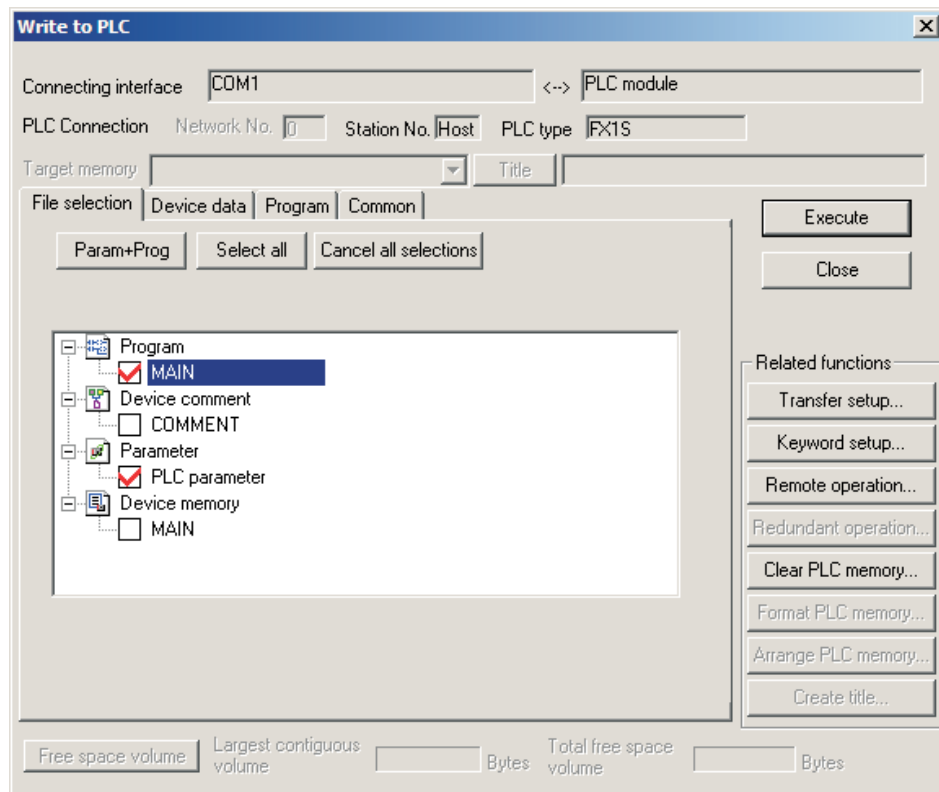 Write to PLC
Connecting interface COM1 <--> PLC module
PLC Connection Network No. 0 Station No. Host PLC type FX1S
Target memory Title
File selection Device data Program Common
Execute
Param+Prog Select all Cancel all selections
Close
Program
MAIN
Device comment
COMMENT
Parameter
PLC parameter
Device memory
MAIN
Related functions
Transfer setup...
Keyword setup...
Remote operation...
Redundant operation...
Clear PLC memory...
Format PLC memory...
Arrange PLC memory...
Create title...
Free space volume Largest contiguous volume Bytes Total free space volume Bytes